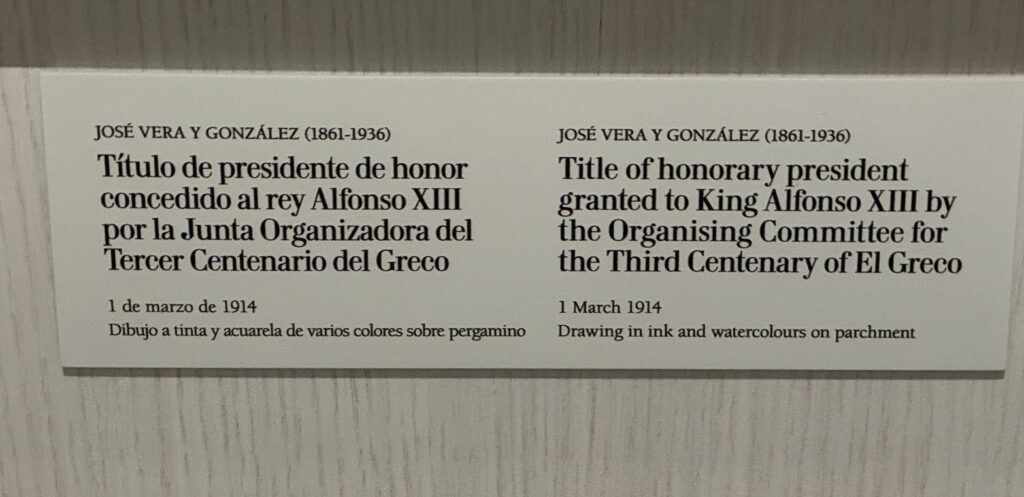 JOSÉ VERA Y GONZÁLEZ (1861-1936)
Título de presidente de honor
concedido al rey Alfonso XIII
por la Junta Organizadora del
Tercer Centenario del Greco
1 de marzo de 1914
Dibujo a tinta y acuarela de varios colores sobre pergamino
JOSÉ VERA Y GONZÁLEZ (1861-1936)
Title of honorary president
granted to King Alfonso XIII by
the Organising Committee for
the Third Centenary of El Greco
1 March 1914
Drawing in ink and watercolours on parchment